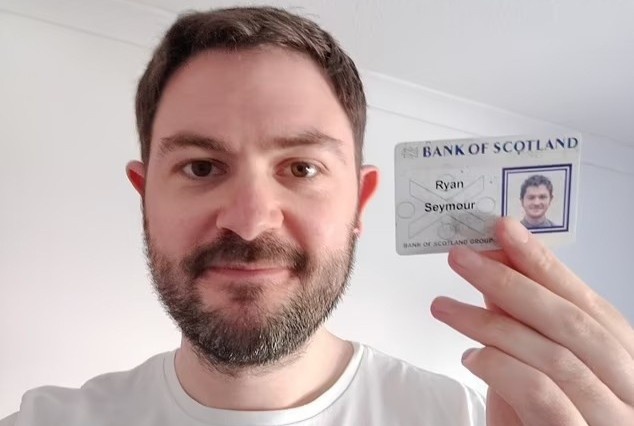 BANK OF SCOTLAND
Ryan
Seymour
BANK OF SCOTLAND GROUP